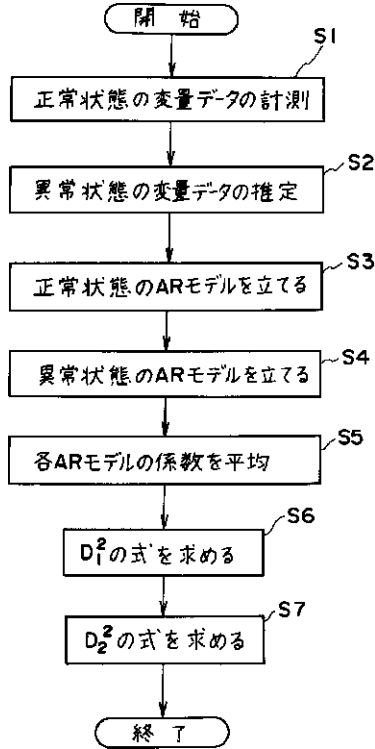 開始
S1
正常状態の変量データの計測
S2
異常状態の変量データの推定
S3
正常状態のARモデルを立てる
S4
異常状態のARモデルを立てる
S5
各ARモデルの係数を平均
S6
D₁²の式を求める
S7
D₂²の式を求める
終了